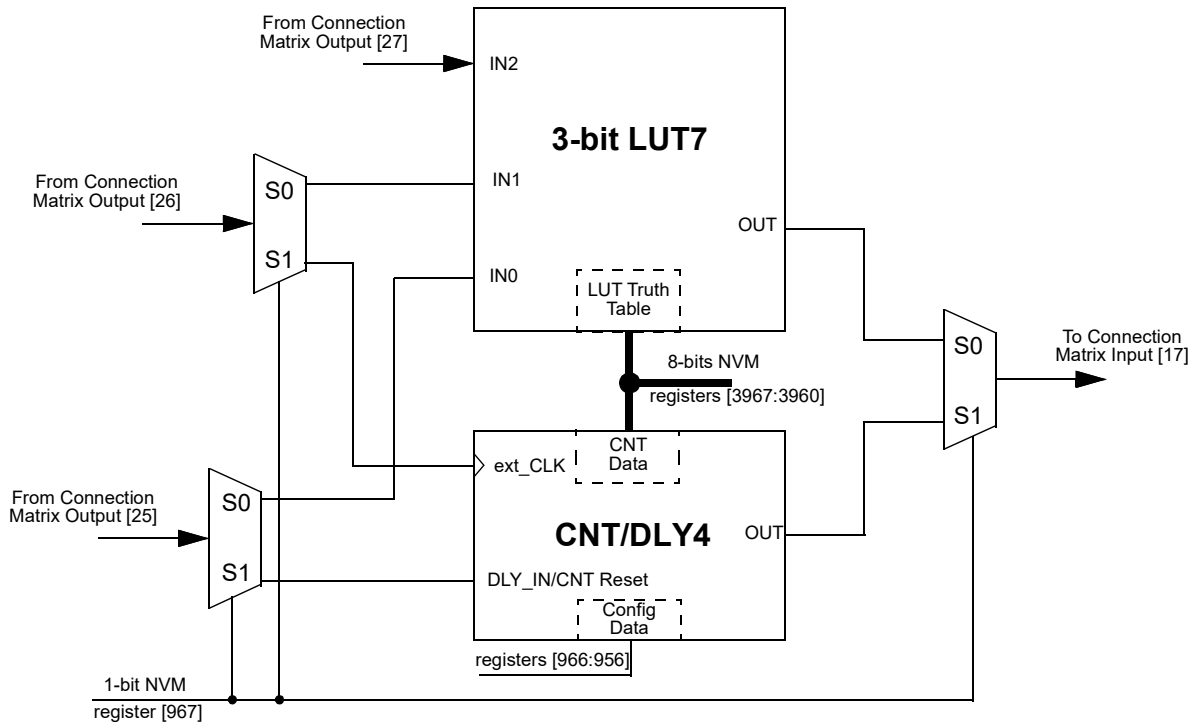 From Connection
Matrix Output [27]
IN2
3-bit LUT7
From Connection
Matrix Output [26]
S0
S1
IN1
IN0
OUT
LUT Truth
Table
8-bits NVM
registers [3967:3960]
S0
S1
To Connection
Matrix Input [17]
From Connection
Matrix Output [25]
S0
S1
ext_CLK
CNT
Data
CNT/DLY4
OUT
DLY_IN/CNT Reset
Config
Data
registers [966:956]
1-bit NVM
register [967]